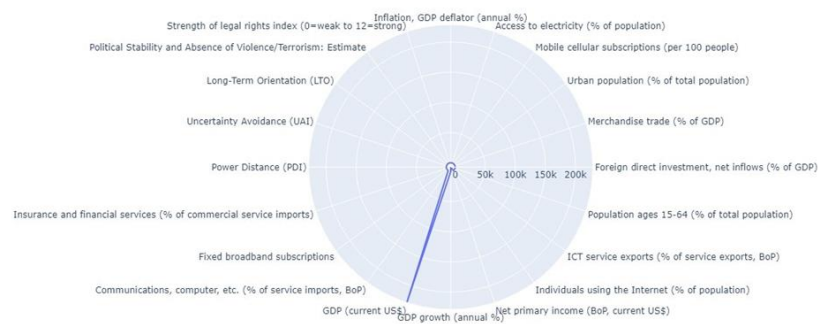 Inflation, GDP deflator (annual %)
Strength of legal rights index (0=weak to 12=strong)
Access to electricity (% of population)
Political Stability and Absence of Violence/Terrorism: Estimate
Mobile cellular subscriptions (per 100 people)
Long-Term Orientation (LTO)
Urban population (% of total population)
Uncertainty Avoidance (UAI)
Merchandise trade (% of GDP)
Power Distance (PDI)
Foreign direct investment, net inflows (% of GDP)
0 50k 100k 150k 200k
Insurance and financial services (% of commercial service imports)
Population ages 15-64 (% of total population)
Fixed broadband subscriptions
ICT service exports (% of service exports, BoP)
Communications, computer, etc. (% of service imports, BoP)
Individuals using the Internet (% of population)
GDP (current US$)
Net primary income (BoP, current US$)
GDP growth (annual %)